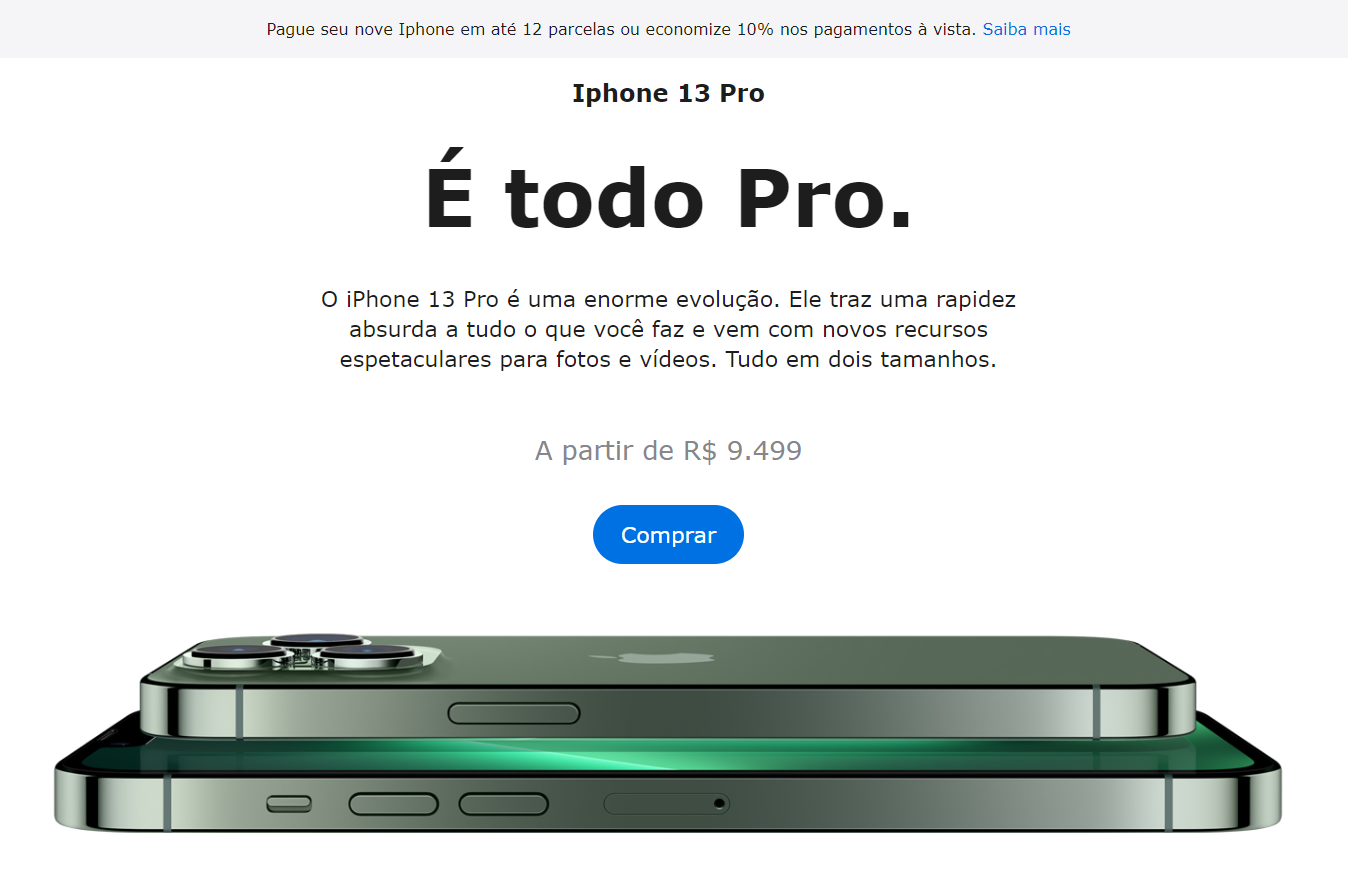 Pague seu nove Iphone em até 12 parcelas ou economize 10% nos pagamentos à vista. Saiba mais
Iphone 13 Pro
É todo Pro.
O iPhone 13 Pro é uma enorme evolução. Ele traz uma rapidez
absurda a tudo o que você faz e vem com novos recursos
espetaculares para fotos e vídeos. Tudo em dois tamanhos.
A partir de R$ 9.499
Comprar